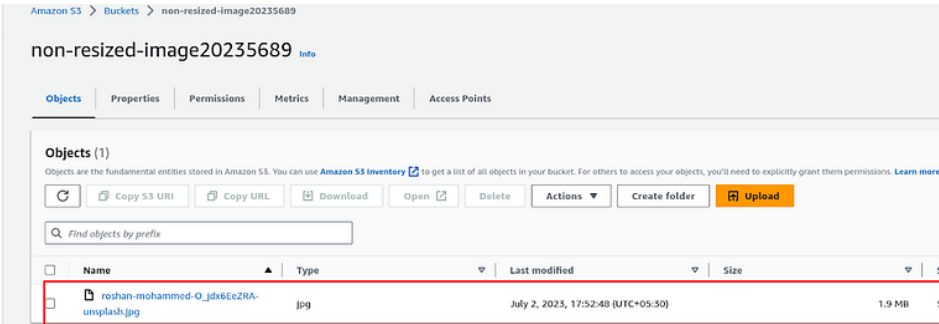 Amazon S3 > Buckets > non-resized-image20235689
non-resized-image20235689 Info
Objects Properties Permissions Metrics Management Access Points
Objects (1)
Objects are the fundamental entities stored in Amazon S3. You can use Amazon S3 Inventory to get a list of all objects in your bucket. For others to access your objects, you'll need to explicitly grant them permissions. Learn more
Copy S3 URI Copy URL Download Open Delete Actions Create folder Upload
Find objects by prefix
Name Type Last modified Size
roshan-mohammed-O_jdx6EeZRA-
unsplash.jpg
jpg July 2, 2023, 17:52:48 (UTC+05:30) 1.9 MB